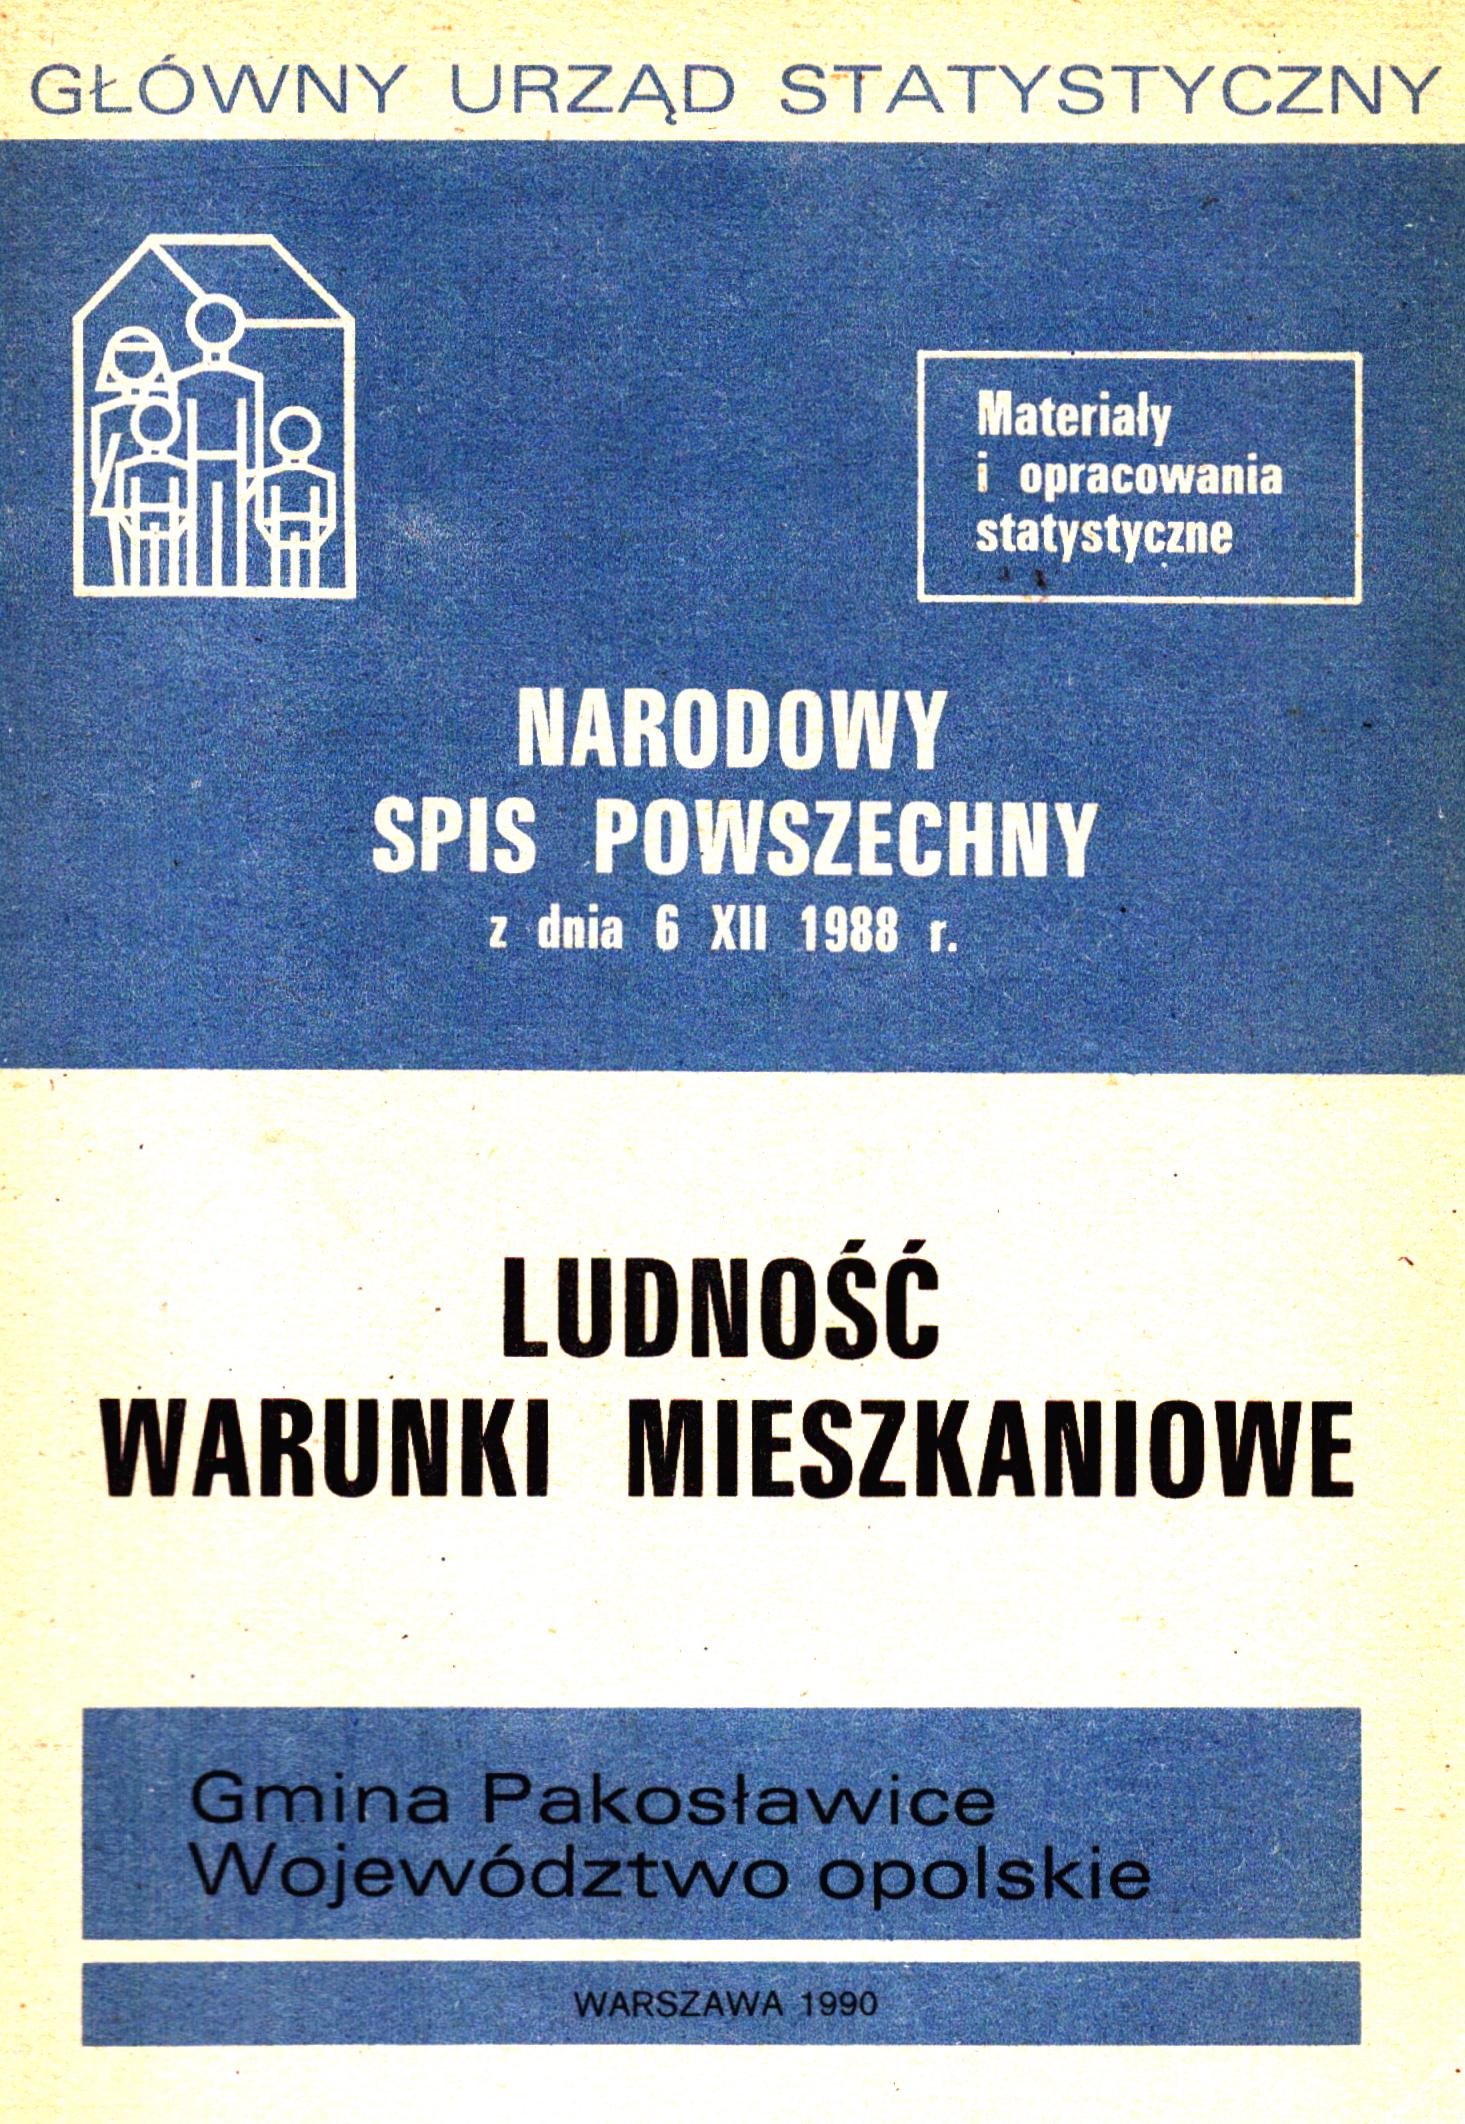 GŁÓWNY URZĄD STATYSTYCZNY
Materiały
i opracowania
statystyczne
NARODOWY
SPIS POWSZECHNY
z dnia 6 XII 1988 r.
LUDNOŚĆ
WARUNKI MIESZKANIOWE
Gmina Pakosławice
Województwo opolskie
WARSZAWA 1990